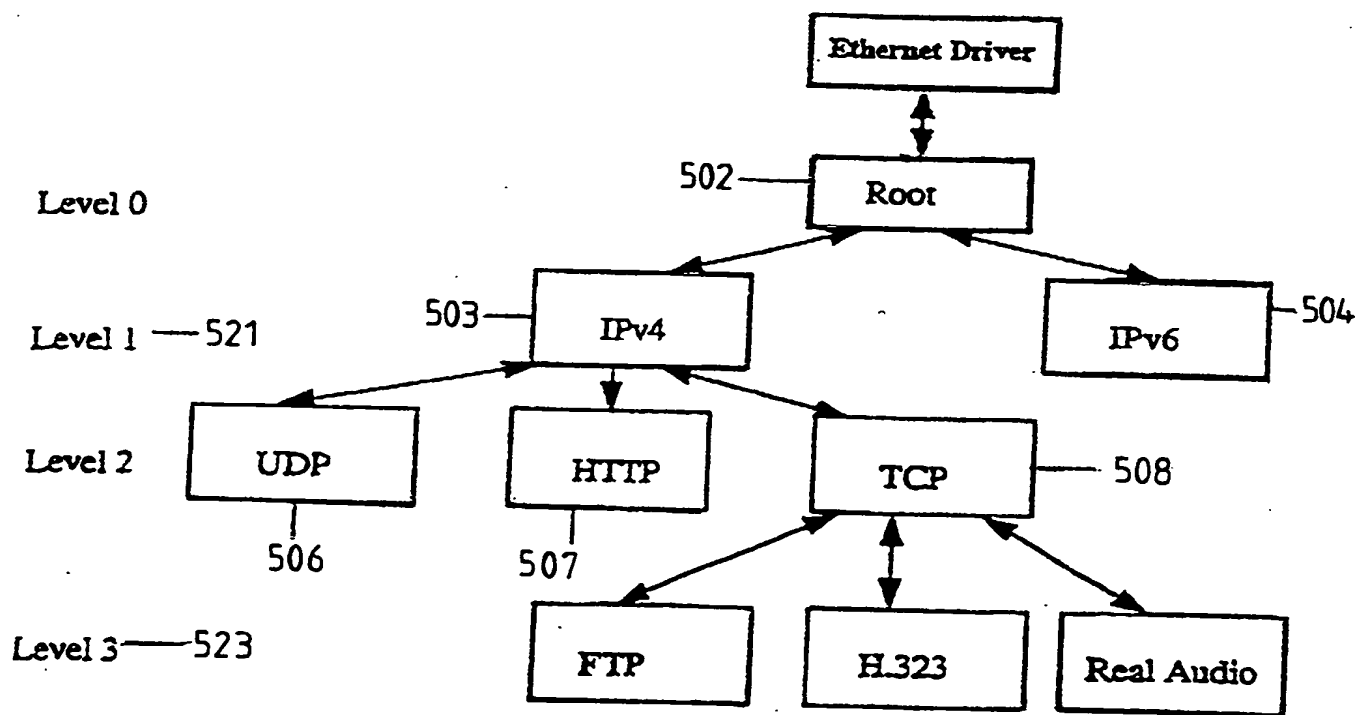 Ethernet Driver
502
Root
Level 0
503
IPv4
504
IPv6
Level 1
521
Level 2
UDP
HTTP
TCP
508
506
507
Level 3
523
FTP
H.323
Real Audio